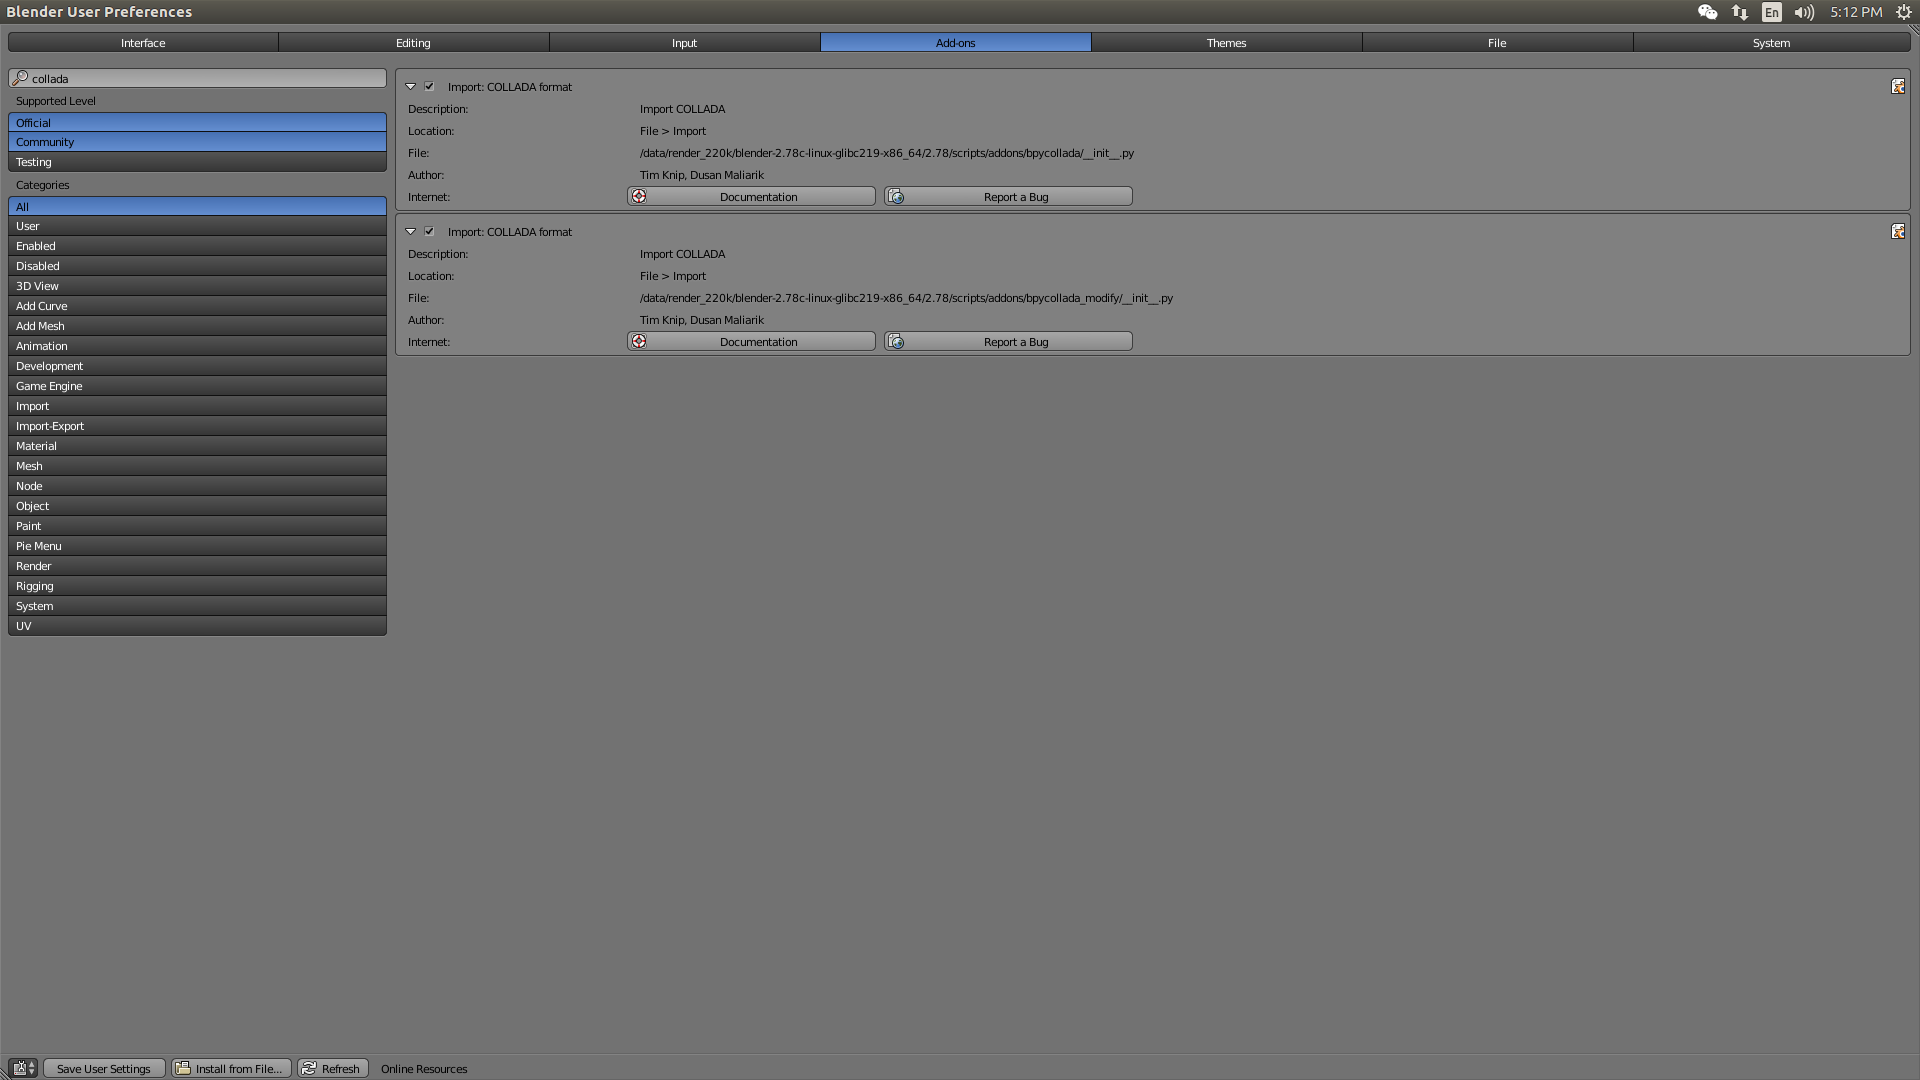 Blender User Preferences
En
5:12 PM
Interface
Editing
Input
Add-ons
Themes
File
System
collada
Supported Level
Official
Community
Testing
Categories
All
User
Enabled
Disabled
3D View
Add Curve
Add Mesh
Animation
Development
Game Engine
Import
Import-Export
Material
Mesh
Node
Object
Paint
Pie Menu
Render
Rigging
System
UV
Import: COLLADA format
Description: Import COLLADA
Location: File > Import
File: /data/render_220k/blender-2.78c-linux-glibc219-x86_64/2.78/scripts/addons/bpycollada/__init__.py
Author: Tim Knip, Dusan Maliarik
Internet: Documentation Report a Bug
Import: COLLADA format
Description: Import COLLADA
Location: File > Import
File: /data/render_220k/blender-2.78c-linux-glibc219-x86_64/2.78/scripts/addons/bpycollada_modify/__init__.py
Author: Tim Knip, Dusan Maliarik
Internet: Documentation Report a Bug
Save User Settings
Install from File...
Refresh
Online Resources